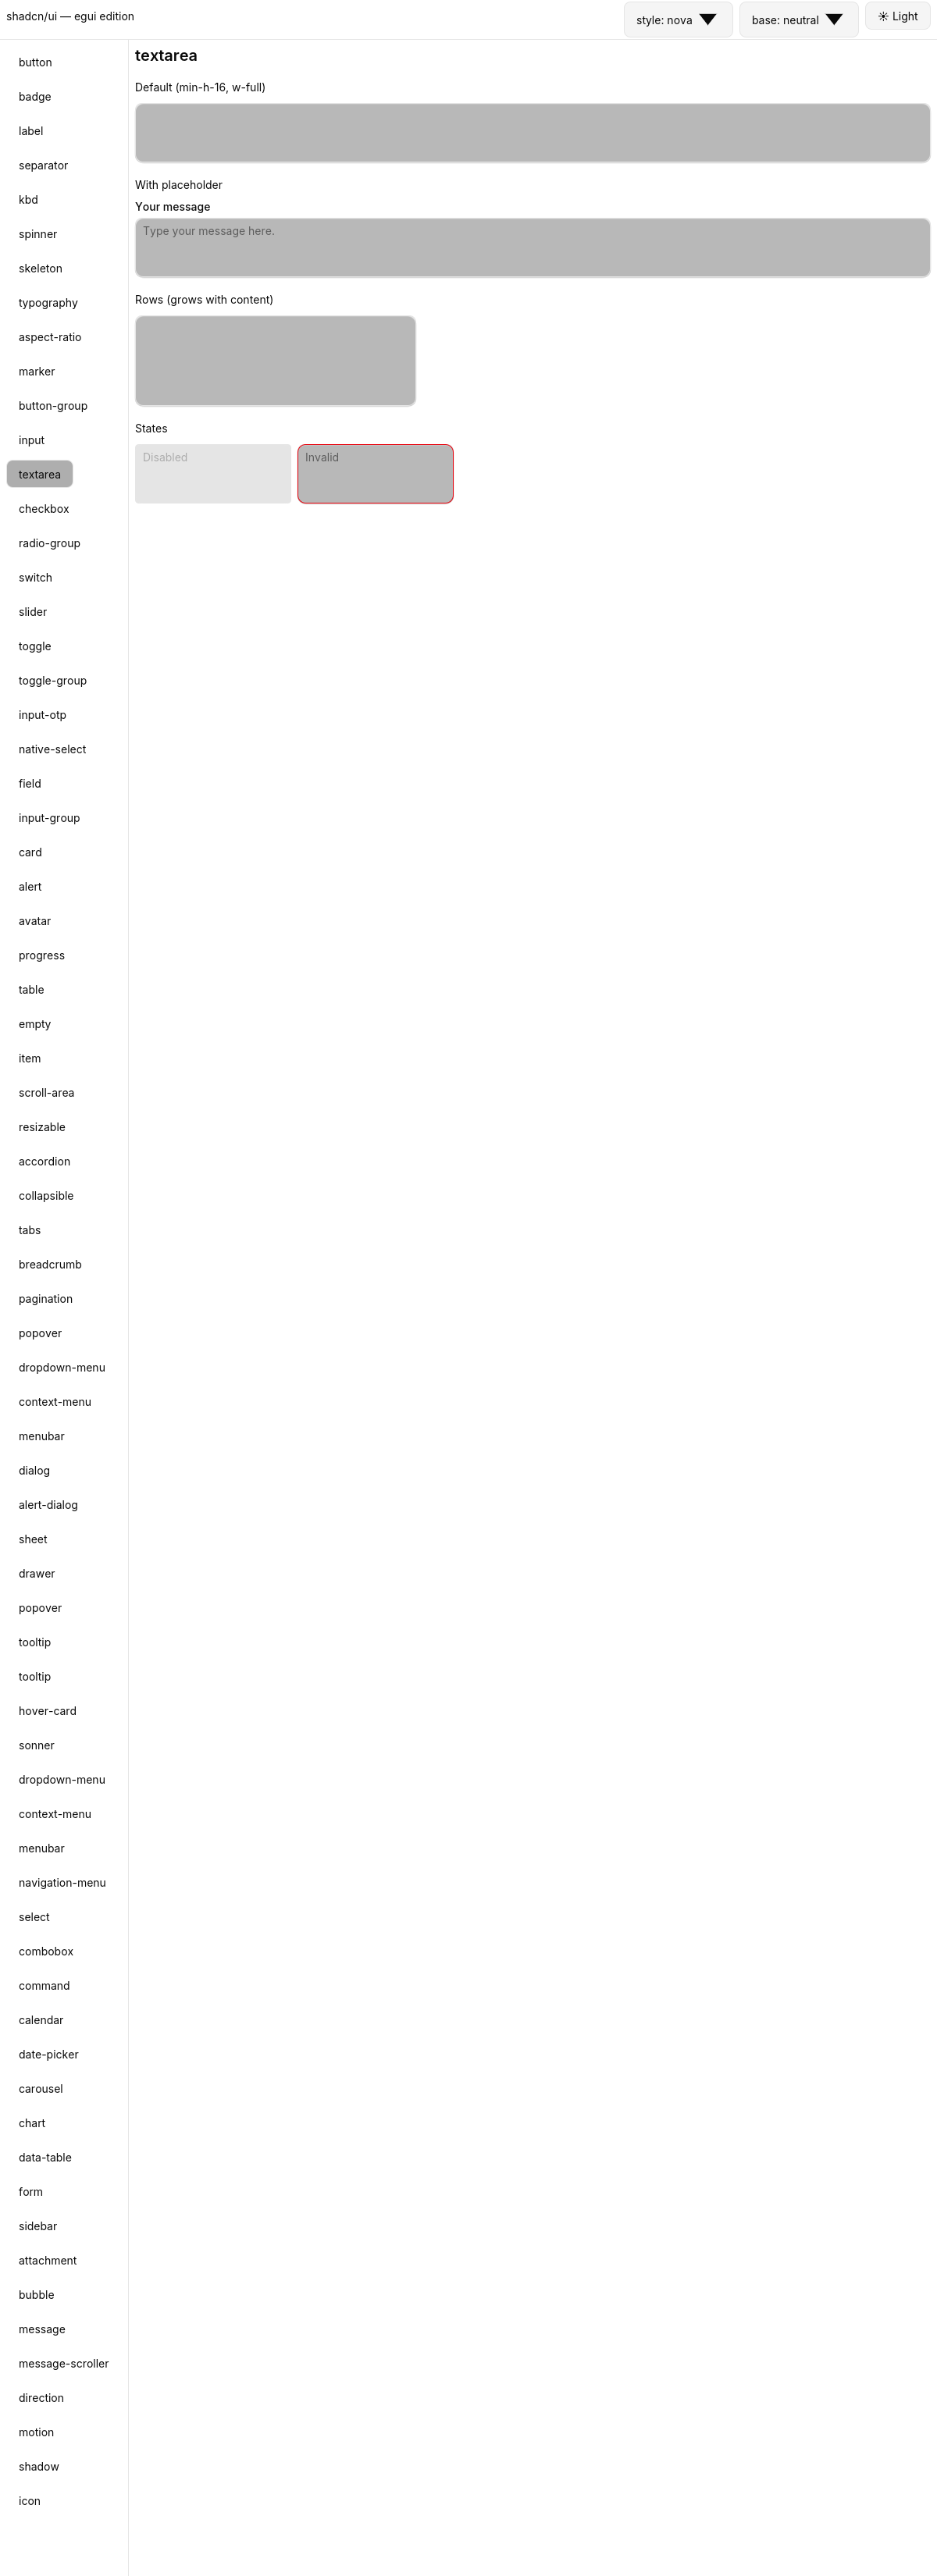 shadcn/ui — egui edition
style: nova
base: neutral
☀ Light
button
badge
label
separator
kbd
spinner
skeleton
typography
aspect-ratio
marker
button-group
input
textarea
checkbox
radio-group
switch
slider
toggle
toggle-group
input-otp
native-select
field
input-group
card
alert
avatar
progress
table
empty
item
scroll-area
resizable
accordion
collapsible
tabs
breadcrumb
pagination
popover
dropdown-menu
context-menu
menubar
dialog
alert-dialog
sheet
drawer
popover
tooltip
tooltip
hover-card
sonner
dropdown-menu
context-menu
menubar
navigation-menu
select
combobox
command
calendar
date-picker
carousel
chart
data-table
form
sidebar
attachment
bubble
message
message-scroller
direction
motion
shadow
icon
textarea
Default (min-h-16, w-full)
With placeholder
Your message
Type your message here.
Rows (grows with content)
States
Disabled
Invalid